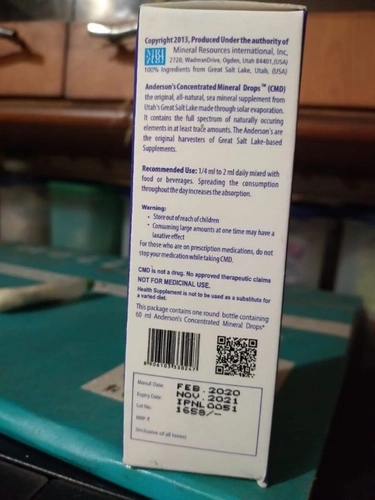 Copyright 2013, Produced Under the authority of
Mineral Resources international, Inc,
2720, WadmanDrive, Ogden, Utah 84401,(USA)
100% Ingredients from Great Salt Lake, Utah, (USA)
Anderson's Concentrated Mineral Drops™ (CMD)
the original, all-natural, sea mineral supplement from
Utah's Great Salt Lake made through solar evaporation.
It contains the full spectrum of naturally occuring
elements in at least trace amounts. The Anderson's are
the original harvesters of Great Salt Lake-based
Supplements.
Recommended Use: 1/4 ml to 2 ml daily mixed with
food or beverages. Spreading the consumption
throughout the day increases the absorption.
Warning:
• Store out of reach of children
• Consuming large amounts at one time may have a
laxative effect
For those who are on prescription medications, do not
stop your medication while taking CMD.
CMD is not a drug. No approved therapeutic claims
NOT FOR MEDICINAL USE.
Health Supplement is not to be used as a substitute for
a varied diet.
This package contains one round bottle containing
60 ml Anderson's Concentrated Mineral Drops*
Manuf. Date: FEB.2020
Expiry Date: NOV.2021
Lot No. IPNL0051
MRP ₹ 1658/-
(Inclusive of all taxes)